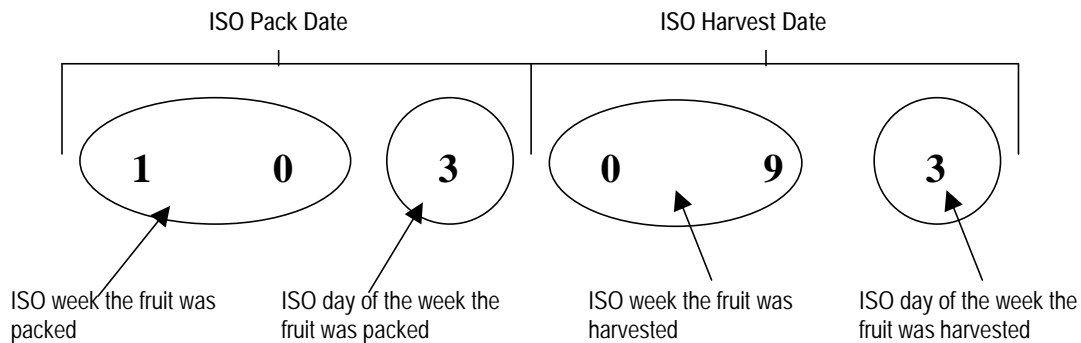 ISO Pack Date ISO Harvest Date
1 0 3 0 9 3
ISO week the fruit was
packed
ISO day of the week the
fruit was packed
ISO week the fruit was
harvested
ISO day of the week the
fruit was harvested